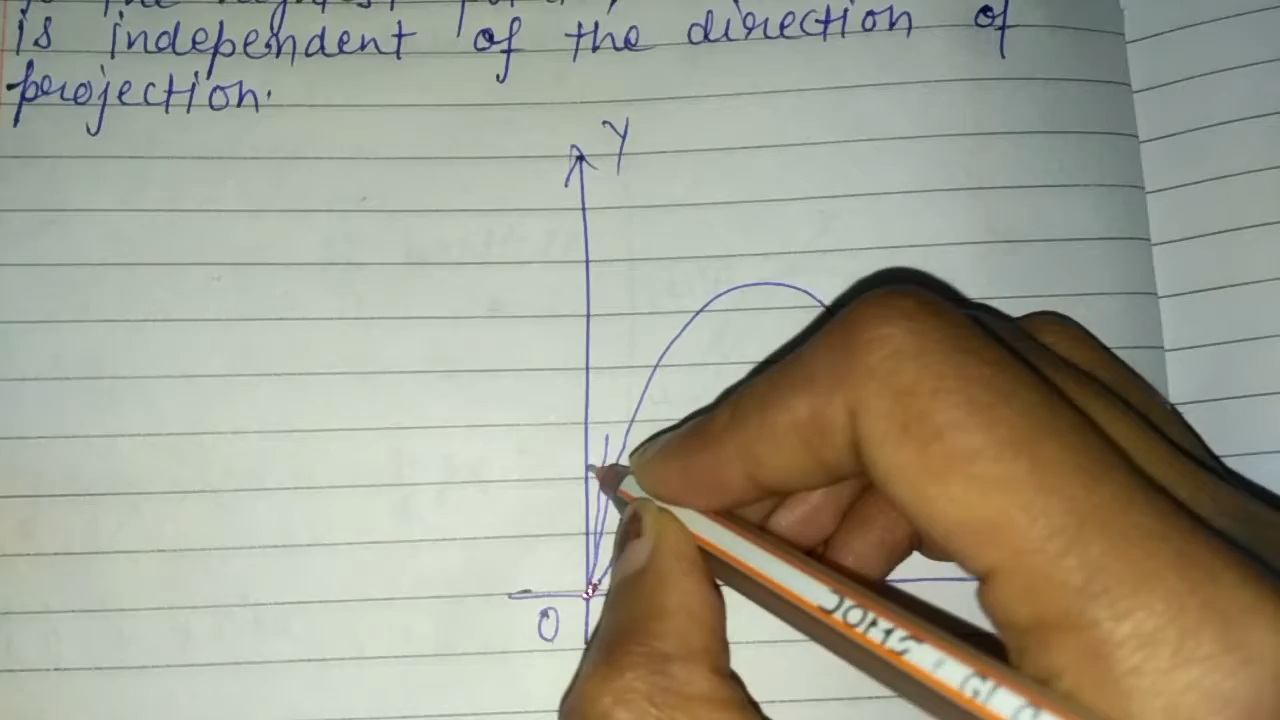 is independent of the direction of
projection.
Y
O